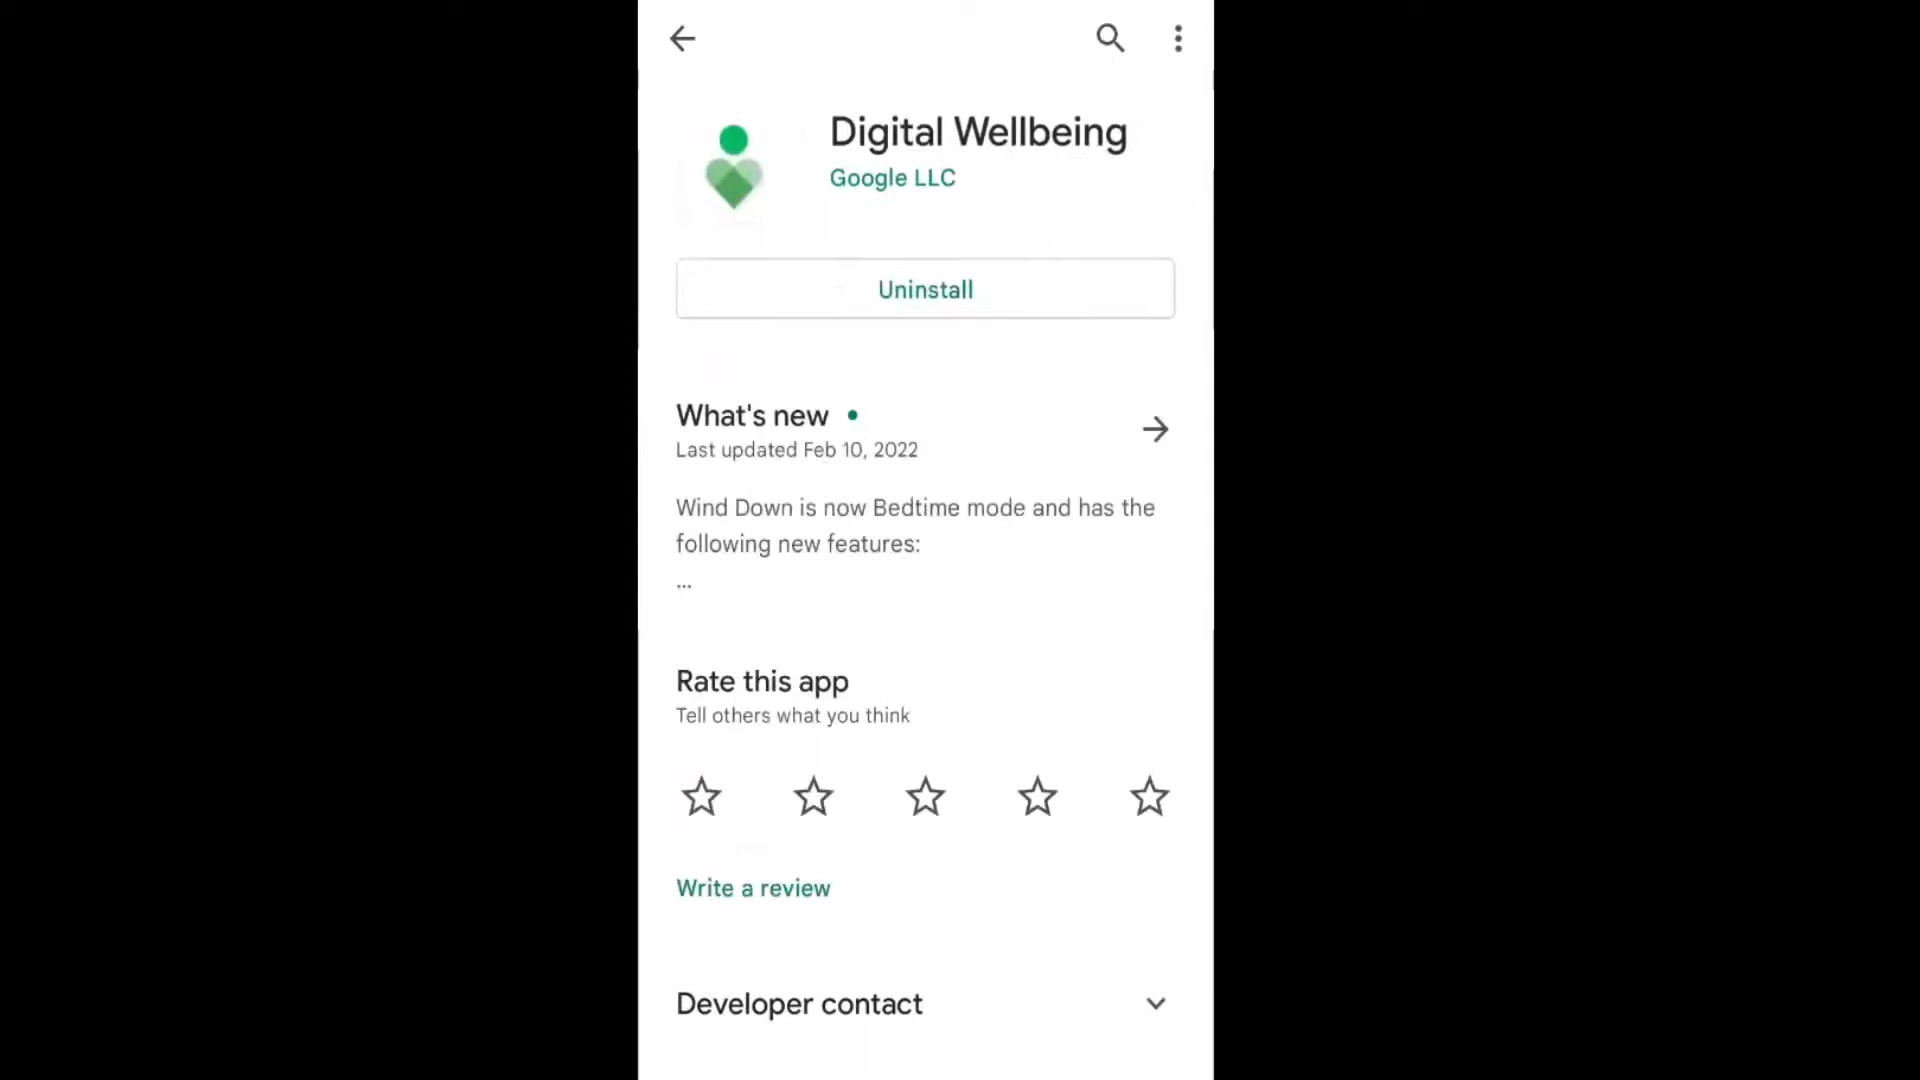 Digital Wellbeing
Google LLC
Uninstall
What's new
Last updated Feb 10, 2022
Wind Down is now Bedtime mode and has the
following new features:
...
Rate this app
Tell others what you think
Write a review
Developer contact